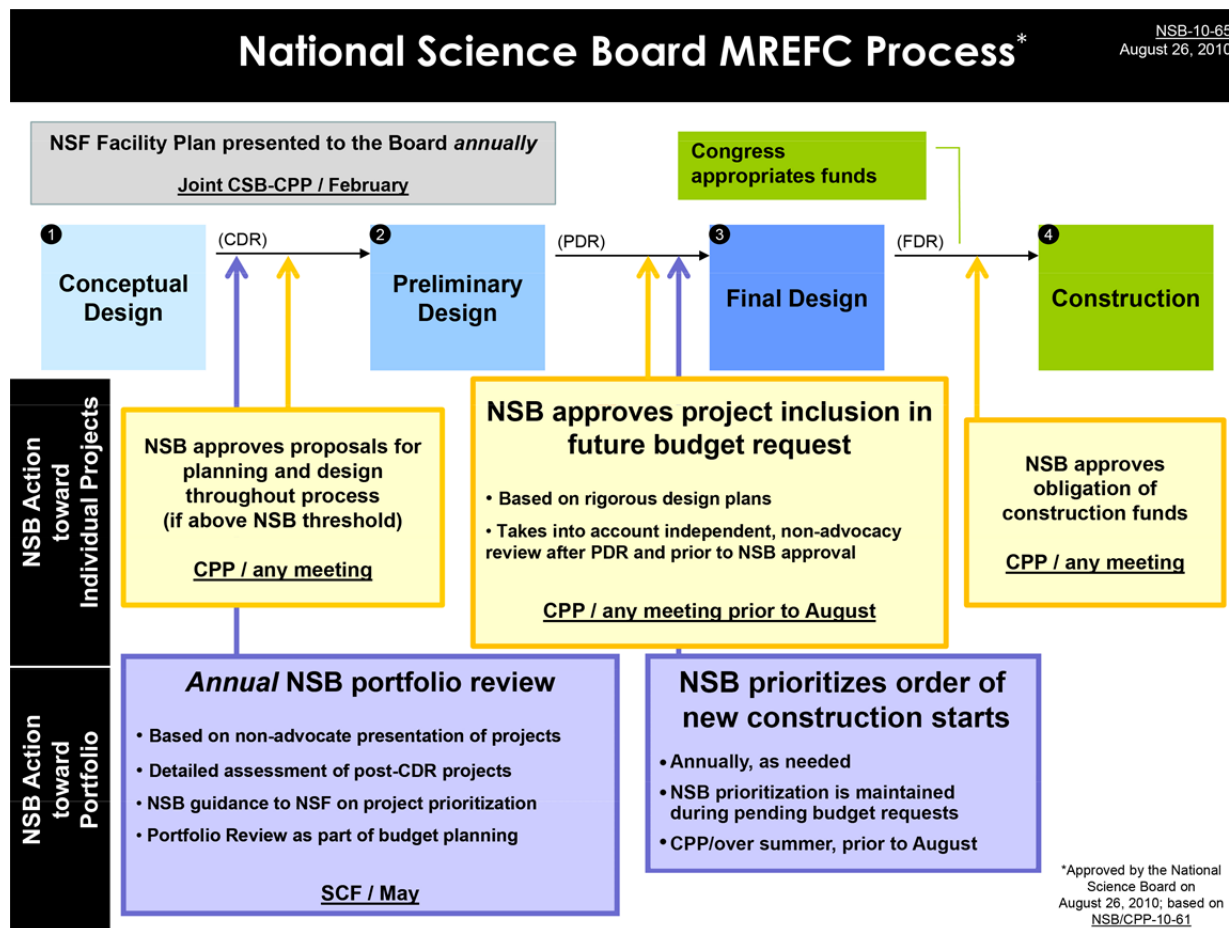 National Science Board MREFC Process*
NSB-10-65
August 26, 2010
NSF Facility Plan presented to the Board annually
Joint CSB-CPP / February
Congress
appropriates funds
1
Conceptual
Design
(CDR)
2
Preliminary
Design
(PDR)
3
Final Design
(FDR)
4
Construction
NSB Action
toward
Individual Projects
NSB approves proposals for
planning and design
throughout process
(if above NSB threshold)
CPP / any meeting
NSB approves project inclusion in
future budget request
• Based on rigorous design plans
• Takes into account independent, non-advocacy
review after PDR and prior to NSB approval
CPP / any meeting prior to August
NSB approves
obligation of
construction funds
CPP / any meeting
NSB Action
toward
Portfolio
Annual NSB portfolio review
• Based on non-advocate presentation of projects
• Detailed assessment of post-CDR projects
• NSB guidance to NSF on project prioritization
• Portfolio Review as part of budget planning
SCF / May
NSB prioritizes order of
new construction starts
• Annually, as needed
• NSB prioritization is maintained
during pending budget requests
• CPP/over summer, prior to August
*Approved by the National
Science Board on
August 26, 2010; based on
NSB/CPP-10-61